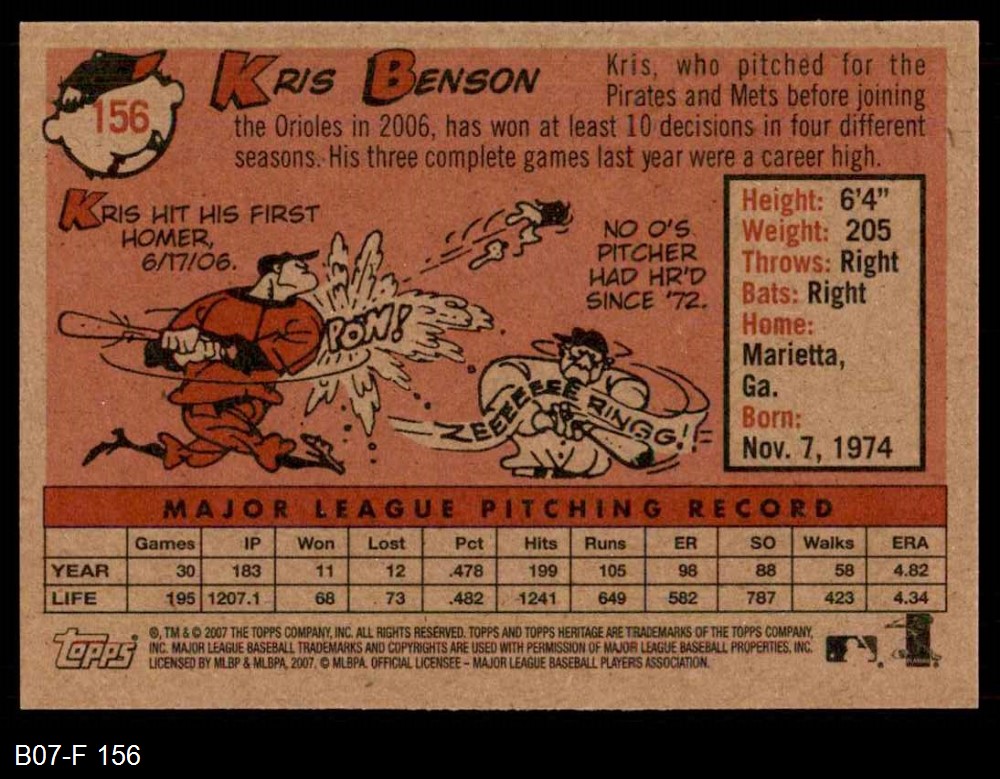 156
KRIS BENSON
Kris, who pitched for the
Pirates and Mets before joining
the Orioles in 2006, has won at least 10 decisions in four different
seasons. His three complete games last year were a career high.
KRIS HIT HIS FIRST
HOMER,
6/17/06.
NO O'S
PITCHER
HAD HR'D
SINCE '72.
POW!
ZEEEEEEEEE RINGG!!
Height: 6'4"
Weight: 205
Throws: Right
Bats: Right
Home:
Marietta,
Ga.
Born:
Nov. 7, 1974
MAJOR LEAGUE PITCHING RECORD
Games IP Won Lost Pct Hits Runs ER SO Walks ERA
YEAR 30 183 11 12 .478 199 105 98 88 58 4.82
LIFE 195 1207.1 68 73 .482 1241 649 582 787 423 4.34
topps
®, TM & © 2007 THE TOPPS COMPANY, INC. ALL RIGHTS RESERVED. TOPPS AND TOPPS HERITAGE ARE TRADEMARKS OF THE TOPPS COMPANY,
INC. MAJOR LEAGUE BASEBALL TRADEMARKS AND COPYRIGHTS ARE USED WITH PERMISSION OF MAJOR LEAGUE BASEBALL PROPERTIES, INC.
LICENSED BY MLBP & MLBPA, 2007. © MLBPA. OFFICIAL LICENSEE – MAJOR LEAGUE BASEBALL PLAYERS ASSOCIATION.
B07-F 156